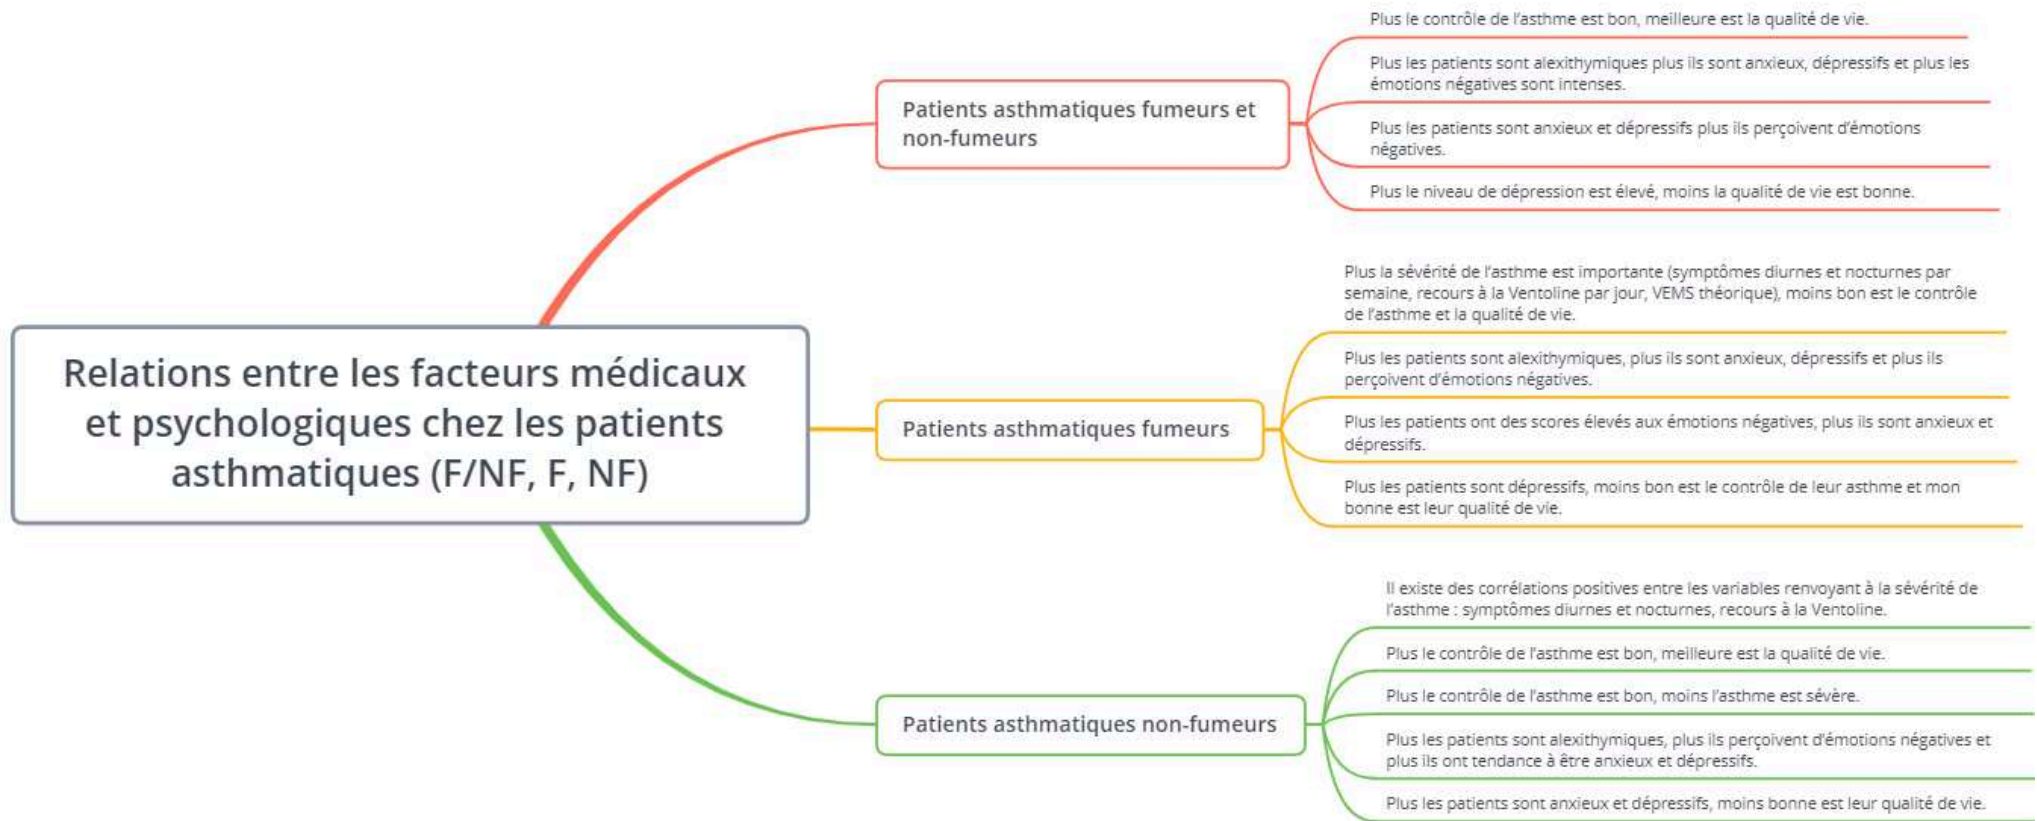 Relations entre les facteurs médicaux
et psychologiques chez les patients
asthmatiques (F/NF, F, NF)
Patients asthmatiques fumeurs et
non-fumeurs
Plus le contrôle de l'asthme est bon, meilleure est la qualité de vie.
Plus les patients sont alexithymiques plus ils sont anxieux, dépressifs et plus les
émotions négatives sont intenses.
Plus les patients sont anxieux et dépressifs plus ils perçoivent d'émotions
négatives.
Plus le niveau de dépression est élevé, moins la qualité de vie est bonne.
Patients asthmatiques fumeurs
Plus la sévérité de l'asthme est importante (symptômes diurnes et nocturnes par
semaine, recours à la Ventoline par jour, VEMS théorique), moins bon est le contrôle
de l'asthme et la qualité de vie.
Plus les patients sont alexithymiques, plus ils sont anxieux, dépressifs et plus ils
perçoivent d'émotions négatives.
Plus les patients ont des scores élevés aux émotions négatives, plus ils sont anxieux et
dépressifs.
Plus les patients sont dépressifs, moins bon est le contrôle de leur asthme et mon
bonne est leur qualité de vie.
Patients asthmatiques non-fumeurs
Il existe des corrélations positives entre les variables renvoyant à la sévérité de
l'asthme : symptômes diurnes et nocturnes, recours à la Ventoline.
Plus le contrôle de l'asthme est bon, meilleure est la qualité de vie.
Plus le contrôle de l'asthme est bon, moins l'asthme est sévère.
Plus les patients sont alexithymiques, plus ils perçoivent d'émotions négatives et
plus ils ont tendance à être anxieux et dépressifs.
Plus les patients sont anxieux et dépressifs, moins bonne est leur qualité de vie.